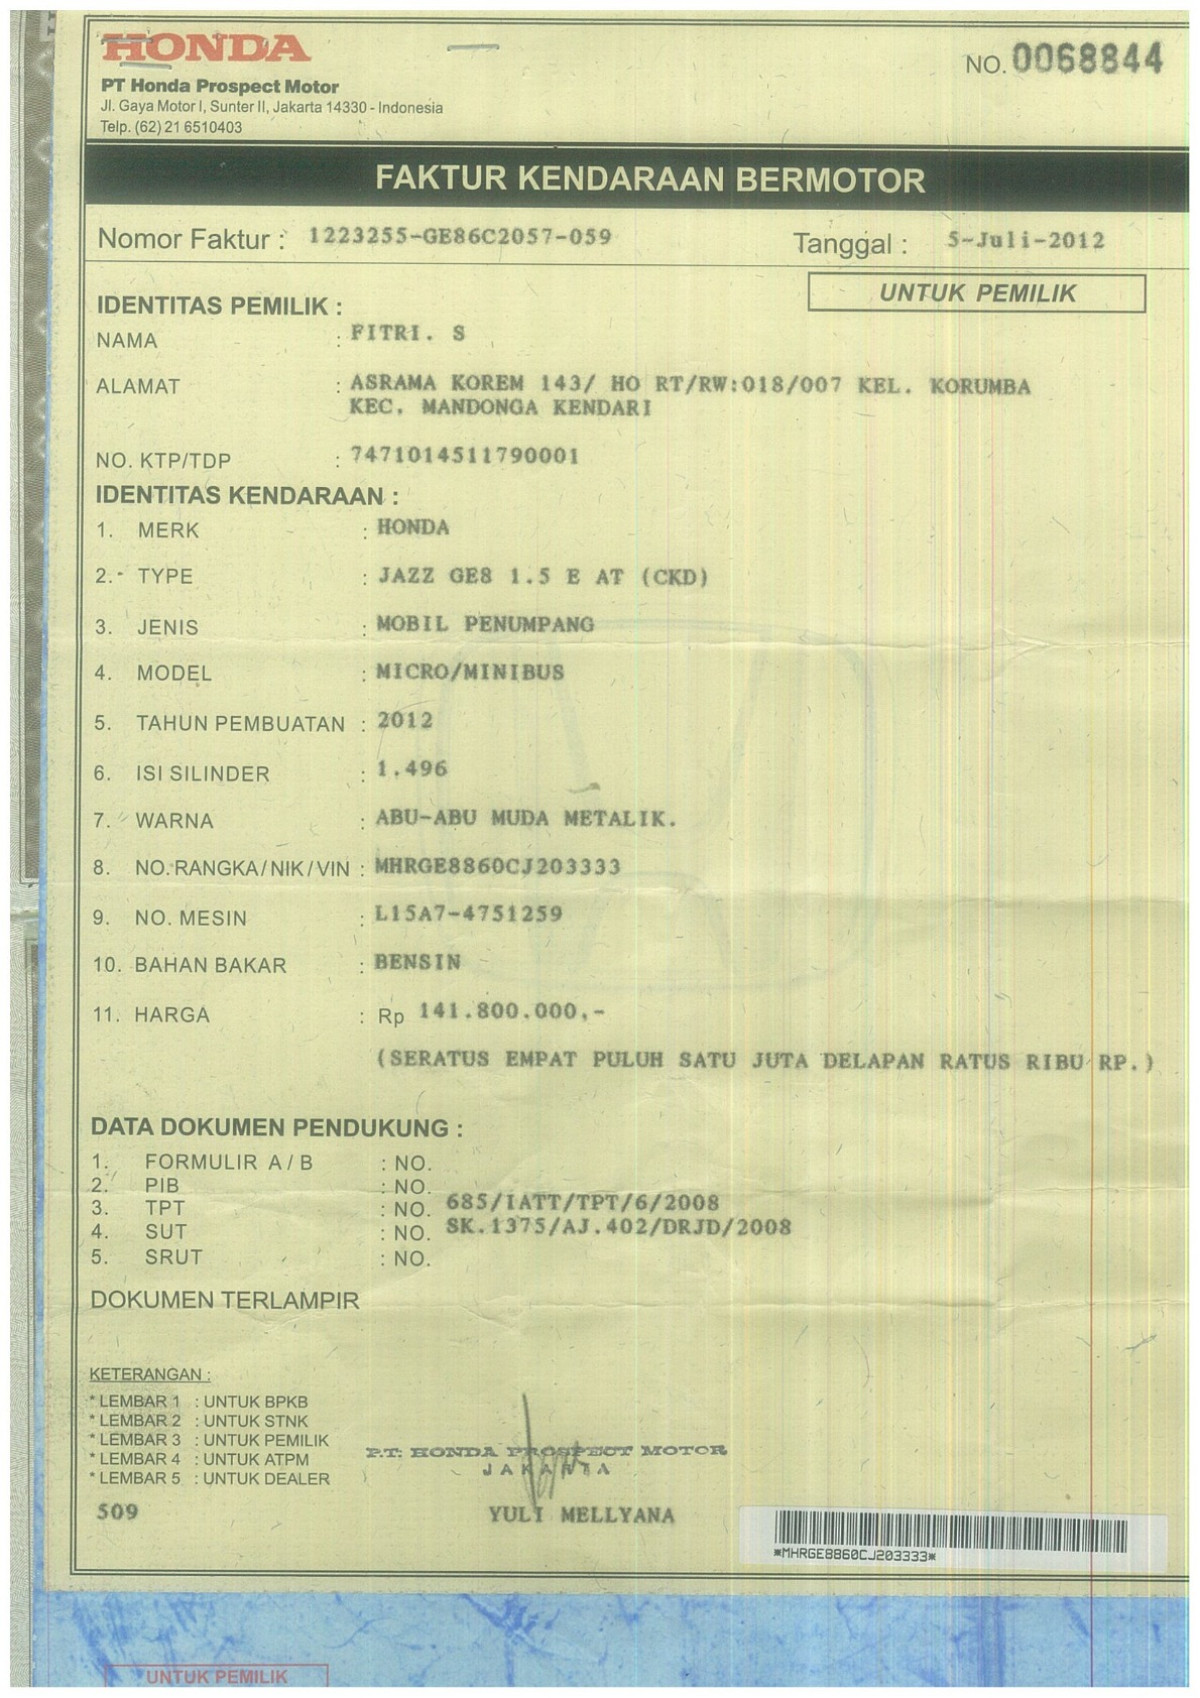 HONDA
NO. 0068844
PT Honda Prospect Motor
Jl. Gaya Motor I, Sunter II, Jakarta 14330 - Indonesia
Telp. (62) 21 6510403
FAKTUR KENDARAAN BERMOTOR
Nomor Faktur : 1223255-GE86C2057-059 Tanggal : 5-Juli-2012
UNTUK PEMILIK
IDENTITAS PEMILIK :
NAMA : FITRI. S
ALAMAT : ASRAMA KOREM 143/ HO RT/RW:018/007 KEL. KORUMBA
KEC. MANDONGA KENDARI
NO. KTP/TDP : 7471014511790001
IDENTITAS KENDARAAN :
1. MERK : HONDA
2. TYPE : JAZZ GE8 1.5 E AT (CKD)
3. JENIS : MOBIL PENUMPANG
4. MODEL : MICRO/MINIBUS
5. TAHUN PEMBUATAN : 2012
6. ISI SILINDER : 1.496
7. WARNA : ABU-ABU MUDA METALIK.
8. NO.RANGKA/NIK/VIN : MHRGE8860CJ203333
9. NO. MESIN : L15A7-4751259
10. BAHAN BAKAR : BENSIN
11. HARGA : Rp 141.800.000,-
(SERATUS EMPAT PULUH SATU JUTA DELAPAN RATUS RIBU RP.)
DATA DOKUMEN PENDUKUNG :
1. FORMULIR A / B : NO.
2. PIB : NO.
3. TPT : NO. 685/IATT/TPT/6/2008
4. SUT : NO. SK.1375/AJ.402/DRJD/2008
5. SRUT : NO.
DOKUMEN TERLAMPIR
KETERANGAN :
* LEMBAR 1 : UNTUK BPKB
* LEMBAR 2 : UNTUK STNK
* LEMBAR 3 : UNTUK PEMILIK
* LEMBAR 4 : UNTUK ATPM
* LEMBAR 5 : UNTUK DEALER
P.T. HONDA PROSPECT MOTOR
JAKARTA
509
YULI MELLYANA
*MHRGE8860CJ203333*
UNTUK PEMILIK